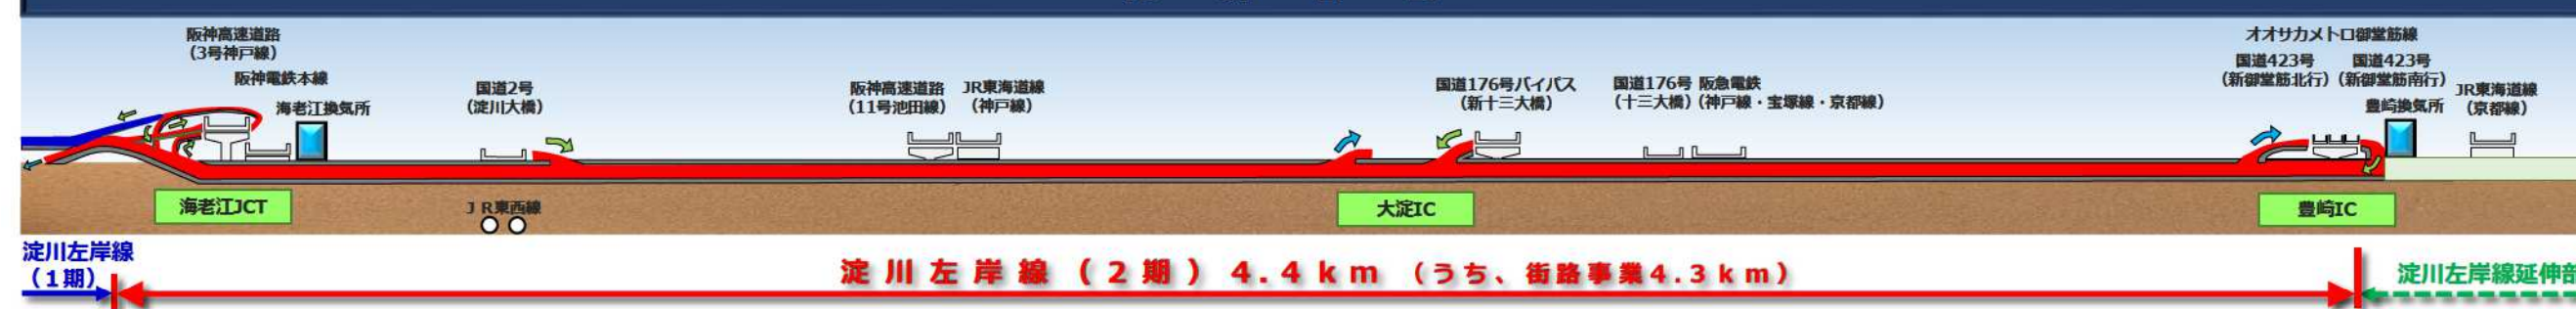 阪神高速道路
（3号神戸線）
阪神電鉄本線
海老江換気所
国道2号
（淀川大橋）
阪神高速道路
（11号池田線）
JR東海道線
（神戸線）
国道176号バイパス
（新十三大橋）
国道176号
（十三大橋）
阪急電鉄
（神戸線・宝塚線・京都線）
オオサカメトロ御堂筋線
国道423号
（新御堂筋北行）
国道423号
（新御堂筋南行）
豊崎換気所
JR東海道線
（京都線）
海老江JCT
ＪＲ東西線
大淀IC
豊崎IC
淀川左岸線
（１期）
淀川左岸線（２期）４.４ｋｍ（うち、街路事業４.３ｋｍ）
淀川左岸線延伸部